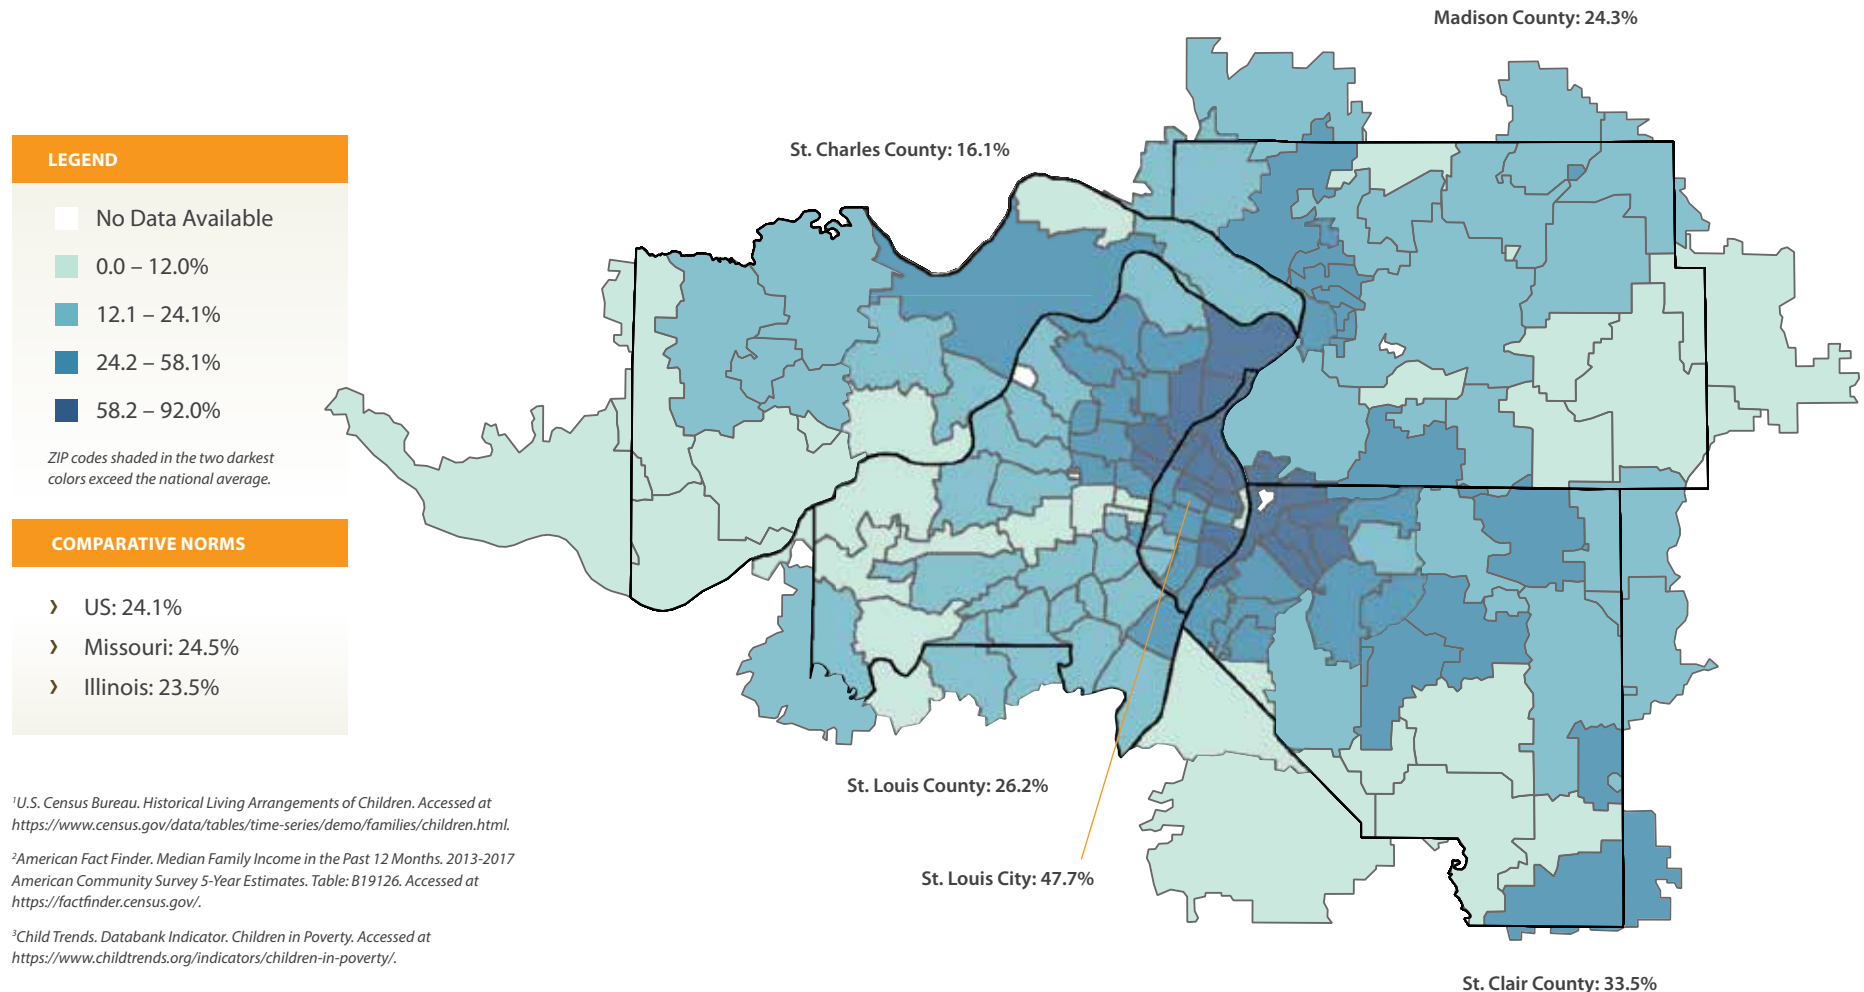 Madison County: 24.3%
St. Charles County: 16.1%
LEGEND
No Data Available
0.0 – 12.0%
12.1 – 24.1%
24.2 – 58.1%
58.2 – 92.0%
ZIP codes shaded in the two darkest
colors exceed the national average.
COMPARATIVE NORMS
› US: 24.1%
› Missouri: 24.5%
› Illinois: 23.5%
St. Louis County: 26.2%
St. Louis City: 47.7%
St. Clair County: 33.5%
¹U.S. Census Bureau. Historical Living Arrangements of Children. Accessed at
https://www.census.gov/data/tables/time-series/demo/families/children.html.
²American Fact Finder. Median Family Income in the Past 12 Months. 2013-2017
American Community Survey 5-Year Estimates. Table: B19126. Accessed at
https://factfinder.census.gov/.
³Child Trends. Databank Indicator. Children in Poverty. Accessed at
https://www.childtrends.org/indicators/children-in-poverty/.